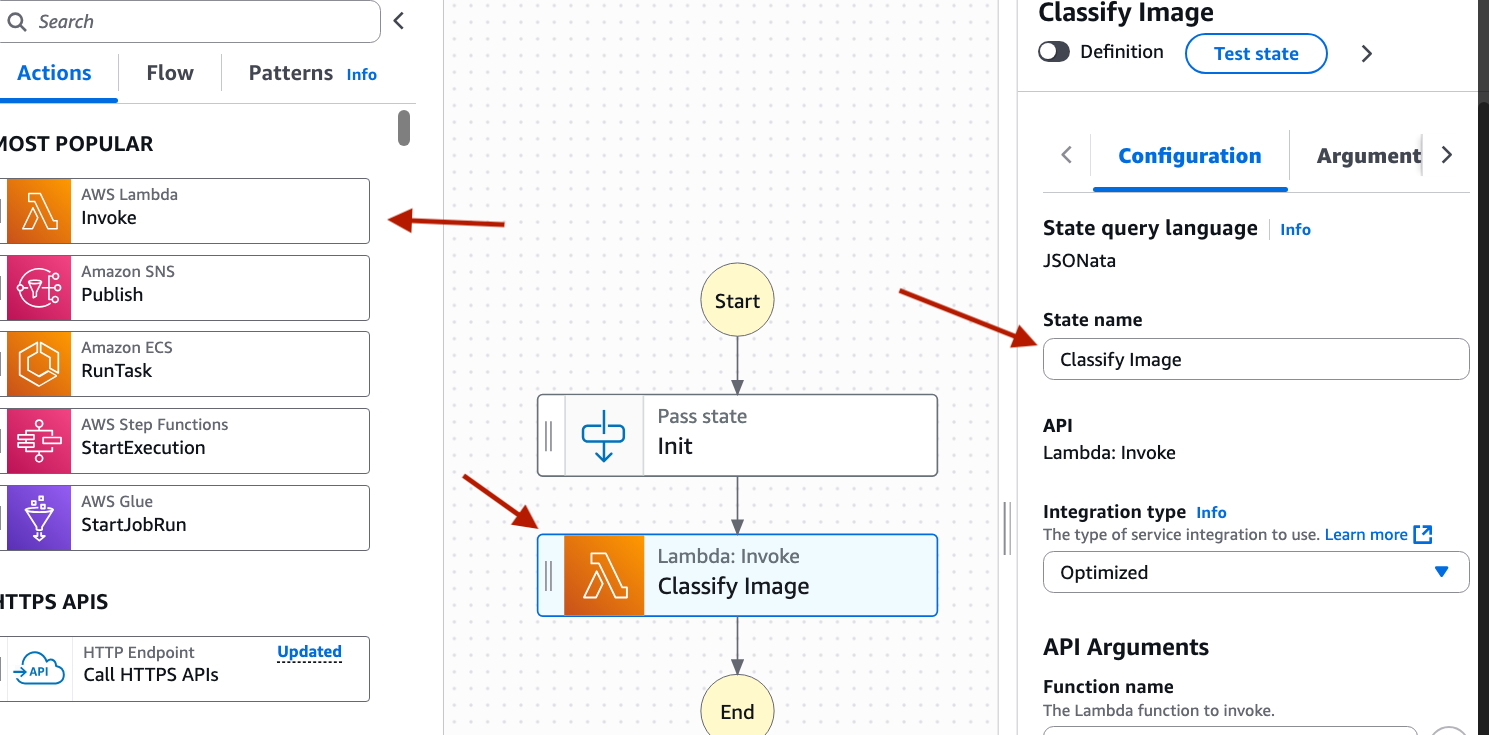 Search
Actions
Flow
Patterns
Info
MOST POPULAR
AWS Lambda
Invoke
Amazon SNS
Publish
Amazon ECS
RunTask
AWS Step Functions
StartExecution
AWS Glue
StartJobRun
HTTPS APIS
HTTP Endpoint
Updated
Call HTTPS APIs
API
Start
Pass state
Init
Lambda: Invoke
Classify Image
End
Classify Image
Definition
Test state
Configuration
Argument
State query language
Info
JSONata
State name
Classify Image
API
Lambda: Invoke
Integration type Info
The type of service integration to use. Learn more
Optimized
API Arguments
Function name
The Lambda function to invoke.